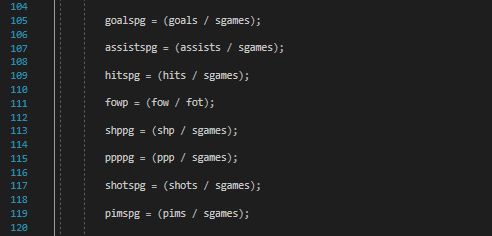 104
105 goalspg = (goals / sgames);
106
107 assistspg = (assists / sgames);
108
109 hitspg = (hits / sgames);
110
111 fowp = (fow / fot);
112
113 shppg = (shp / sgames);
114
115 ppppg = (ppp / sgames);
116
117 shotspg = (shots / sgames);
118
119 pimspg = (pims / sgames);
120